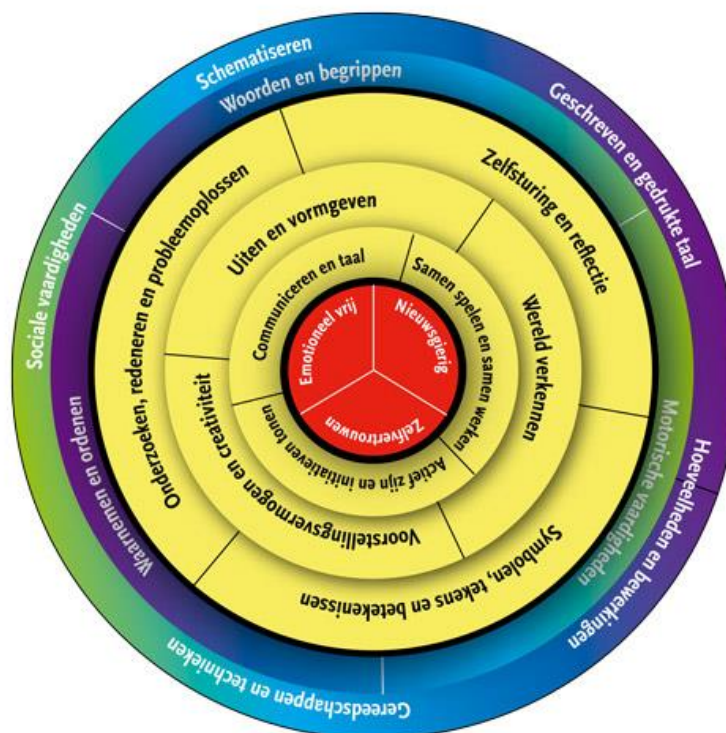 Schematiseren
Geschreven en gedrukte taal
Hoeveelheden en bewerkingen
Gereedschappen en technieken
Sociale vaardigheden
Woorden en begrippen
Motorische vaardigheden
Waarnemen en ordenen
Onderzoeken, redeneren en probleemoplossen
Zelfsturing en reflectie
Symbolen, tekens en betekenissen
Uiten en vormgeven
Wereld verkennen
Voorstellingsvermogen en creativiteit
Communiceren en taal
Samen spelen en samen werken
Actief zijn en initiatieven tonen
Emotioneel vrij
Nieuwsgierig
Zelfvertrouwen